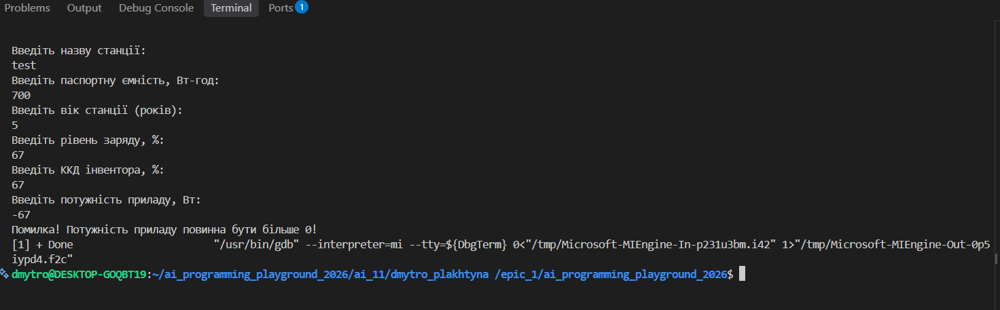 Problems Output Debug Console Terminal Ports 1
Введіть назву станції:
test
Введіть паспортну ємність, Вт-год:
700
Введіть вік станції (років):
5
Введіть рівень заряду, %:
67
Введіть ККД інвентора, %:
67
Введіть потужність приладу, Вт:
-67
Помилка! Потужність приладу повинна бути більше 0!
[1] + Done "/usr/bin/gdb" --interpreter=mi --tty=${DbgTerm} 0<"/tmp/Microsoft-MIEngine-In-p231u3bm.i42" 1>"/tmp/Microsoft-MIEngine-Out-0p5
iypd4.f2c"
dmytro@DESKTOP-GOQBT19:~/ai_programming_playground_2026/ai_11/dmytro_plakhtyna /epic_1/ai_programming_playground_2026$